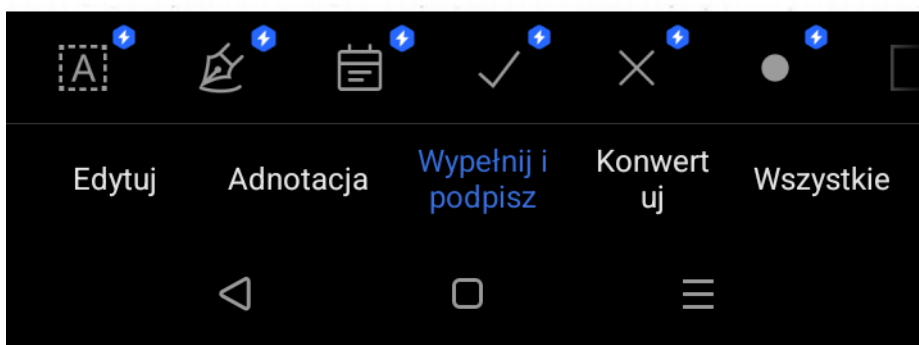 A
Edytuj
Adnotacja
Wypełnij i
podpisz
Konwert
uj
Wszystkie